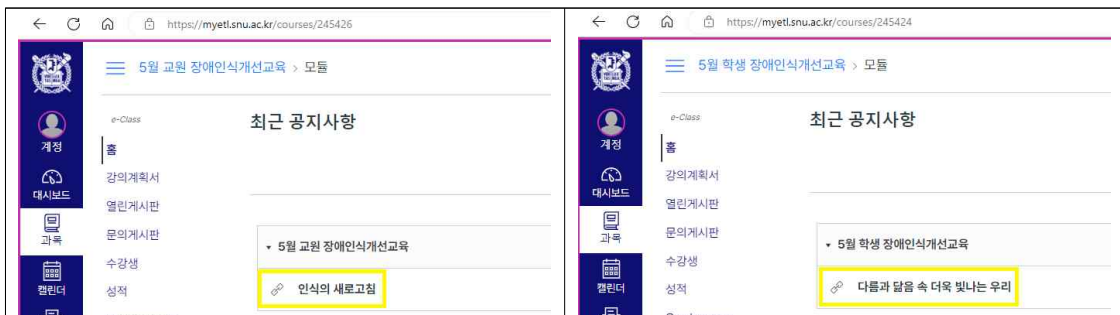 https://myetl.snu.ac.kr/courses/245426
5월 교원 장애인식개선교육 > 모듈
e-Class
최근 공지사항
계정
홈
강의계획서
대시보드
열린게시판
과목
문의게시판
▾ 5월 교원 장애인식개선교육
수강생
캘린더
성적
인식의 새로고침
https://myetl.snu.ac.kr/courses/245424
5월 학생 장애인식개선교육 > 모듈
e-Class
최근 공지사항
계정
홈
강의계획서
대시보드
열린게시판
과목
문의게시판
▾ 5월 학생 장애인식개선교육
수강생
캘린더
성적
다름과 닮음 속 더욱 빛나는 우리